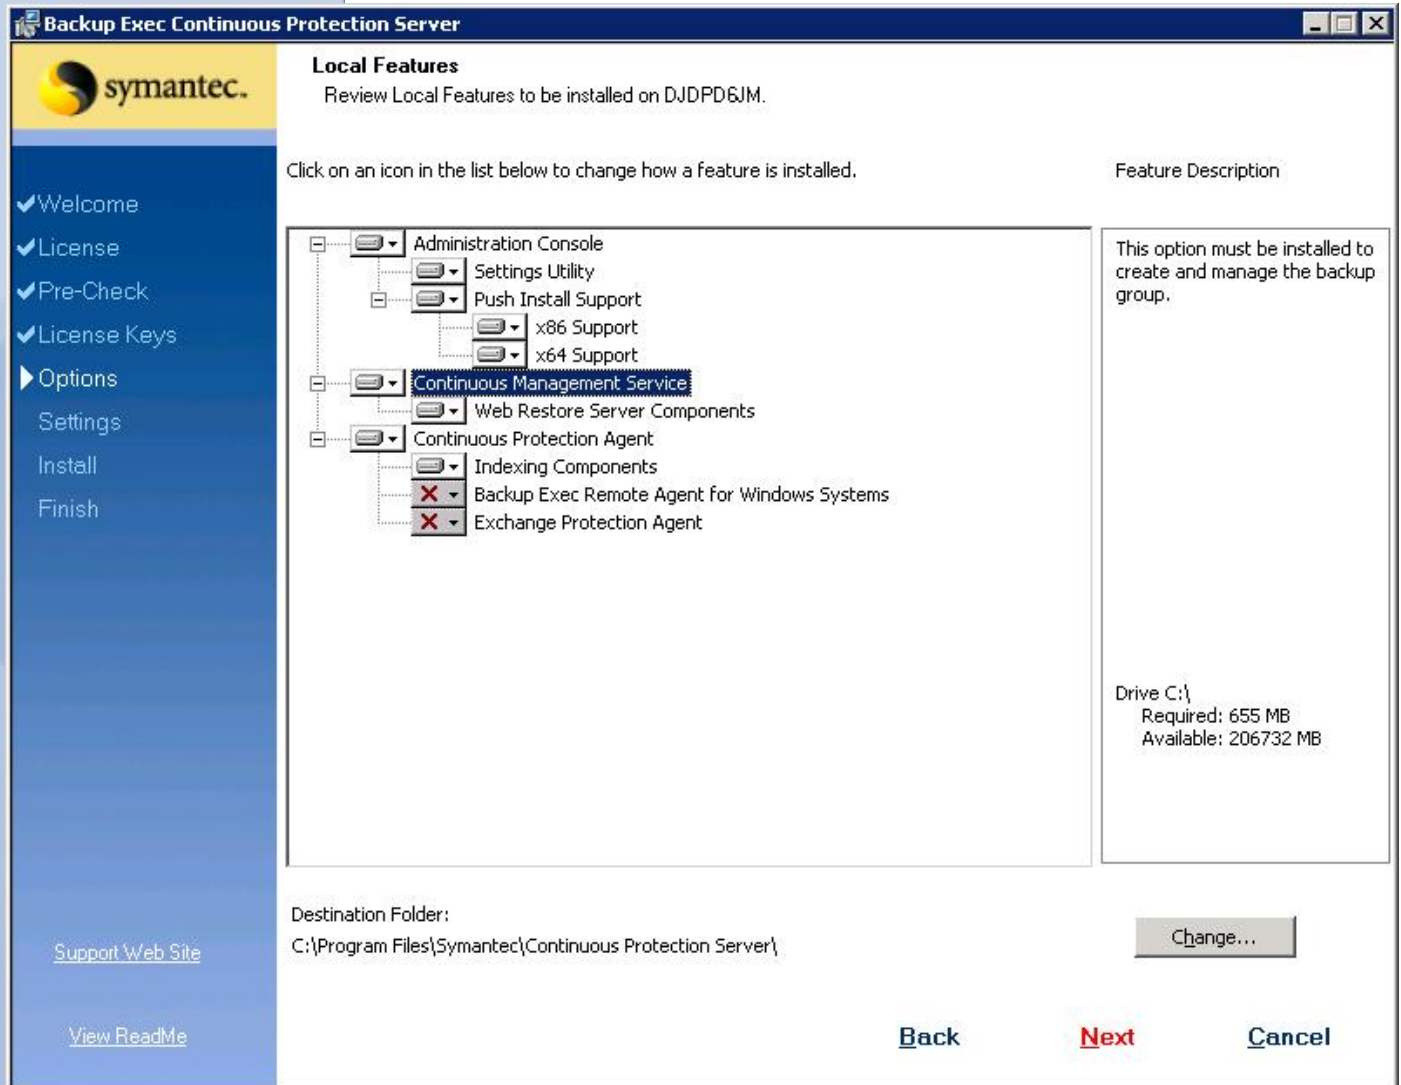 Backup Exec Continuous Protection Server
symantec.
Local Features
Review Local Features to be installed on DJDPD6JM.
Click on an icon in the list below to change how a feature is installed.
Feature Description
Welcome
License
Pre-Check
License Keys
Options
Settings
Install
Finish
Administration Console
Settings Utility
Push Install Support
x86 Support
x64 Support
Continuous Management Service
Web Restore Server Components
Continuous Protection Agent
Indexing Components
Backup Exec Remote Agent for Windows Systems
Exchange Protection Agent
This option must be installed to
create and manage the backup
group.
Drive C:\
Required: 655 MB
Available: 206732 MB
Destination Folder:
C:\Program Files\Symantec\Continuous Protection Server\
Change...
Support Web Site
View ReadMe
Back
Next
Cancel